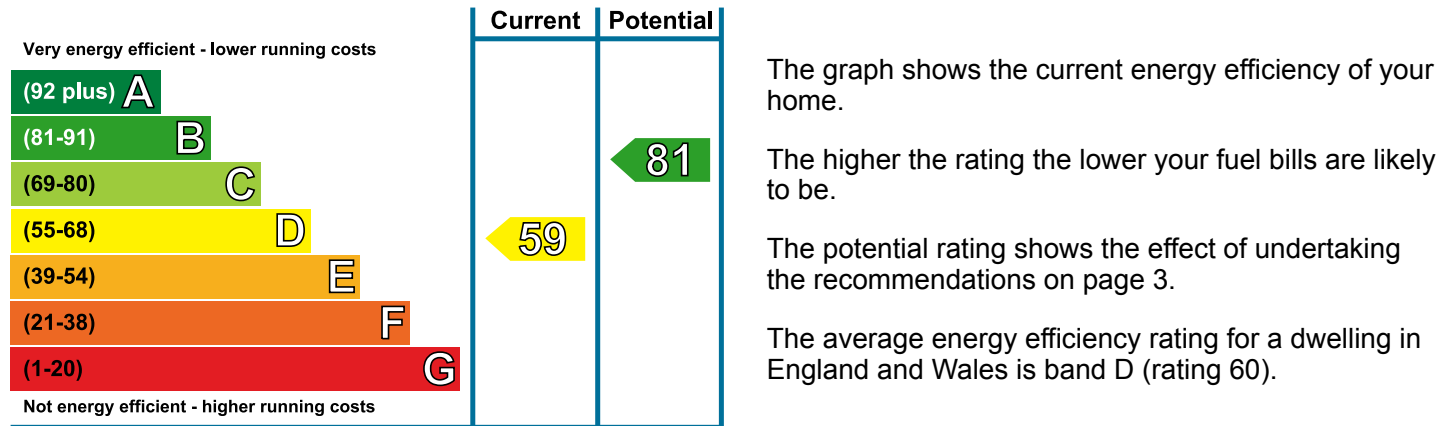 Current Potential
Very energy efficient - lower running costs
(92 plus) A
(81-91) B
81
(69-80) C
(55-68) D
59
(39-54) E
(21-38) F
(1-20) G
Not energy efficient - higher running costs
The graph shows the current energy efficiency of your
home.
The higher the rating the lower your fuel bills are likely
to be.
The potential rating shows the effect of undertaking
the recommendations on page 3.
The average energy efficiency rating for a dwelling in
England and Wales is band D (rating 60).